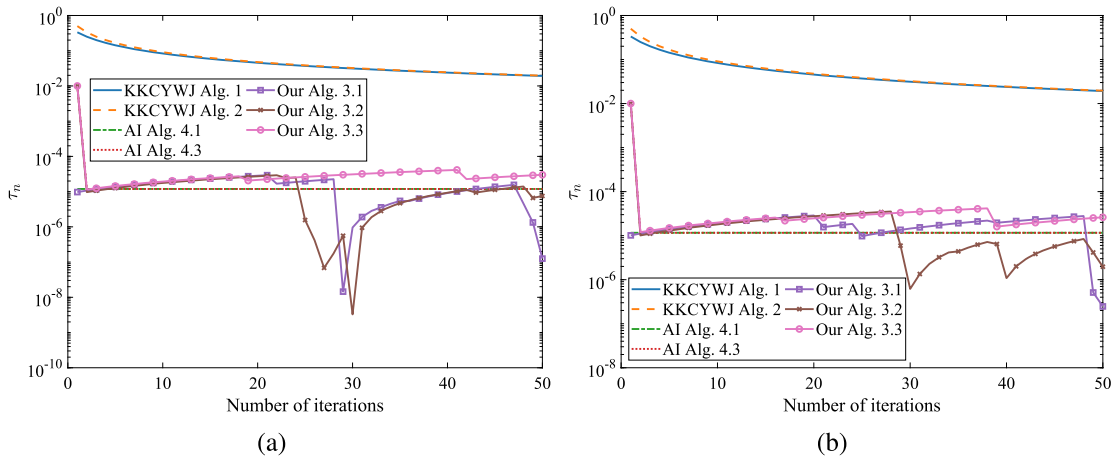 10^0
10^-2
10^-4
10^-6
10^-8
10^-10
τ_n
KKCYWJ Alg. 1
KKCYWJ Alg. 2
AI Alg. 4.1
AI Alg. 4.3
Our Alg. 3.1
Our Alg. 3.2
Our Alg. 3.3
0 10 20 30 40 50
Number of iterations
(a)
10^0
10^-2
10^-4
10^-6
10^-8
τ_n
KKCYWJ Alg. 1
KKCYWJ Alg. 2
AI Alg. 4.1
AI Alg. 4.3
Our Alg. 3.1
Our Alg. 3.2
Our Alg. 3.3
0 10 20 30 40 50
Number of iterations
(b)